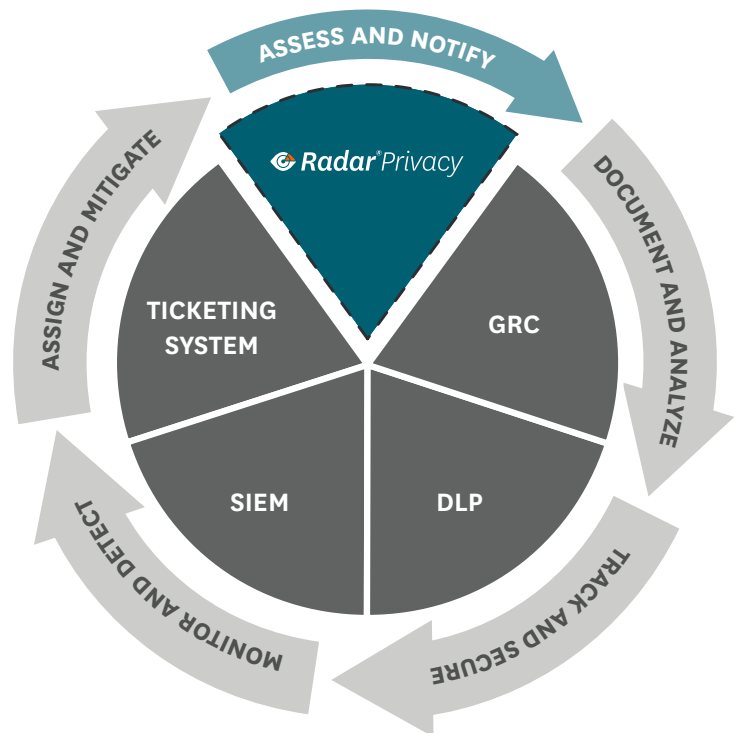 ASSESS AND NOTIFY
Radar® Privacy
DOCUMENT AND ANALYZE
GRC
TRACK AND SECURE
DLP
MONITOR AND DETECT
SIEM
ASSIGN AND MITIGATE
TICKETING
SYSTEM